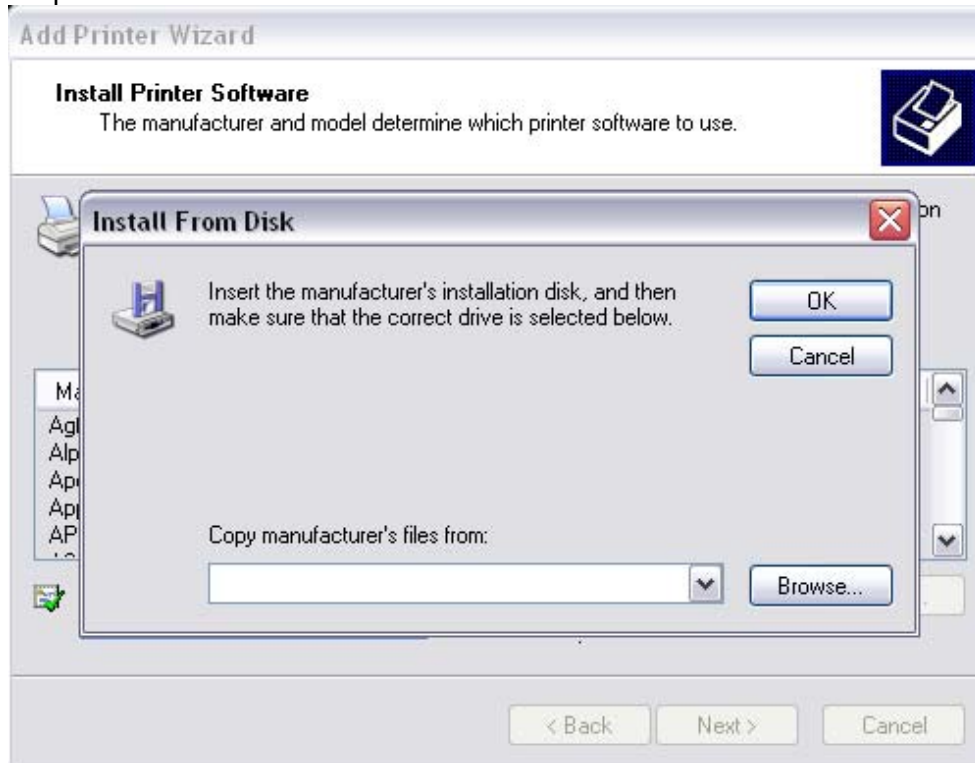 Add Printer Wizard
Install Printer Software
The manufacturer and model determine which printer software to use.
Install From Disk
Insert the manufacturer's installation disk, and then
make sure that the correct drive is selected below.
OK
Cancel
Copy manufacturer's files from:
Browse...
< Back
Next >
Cancel